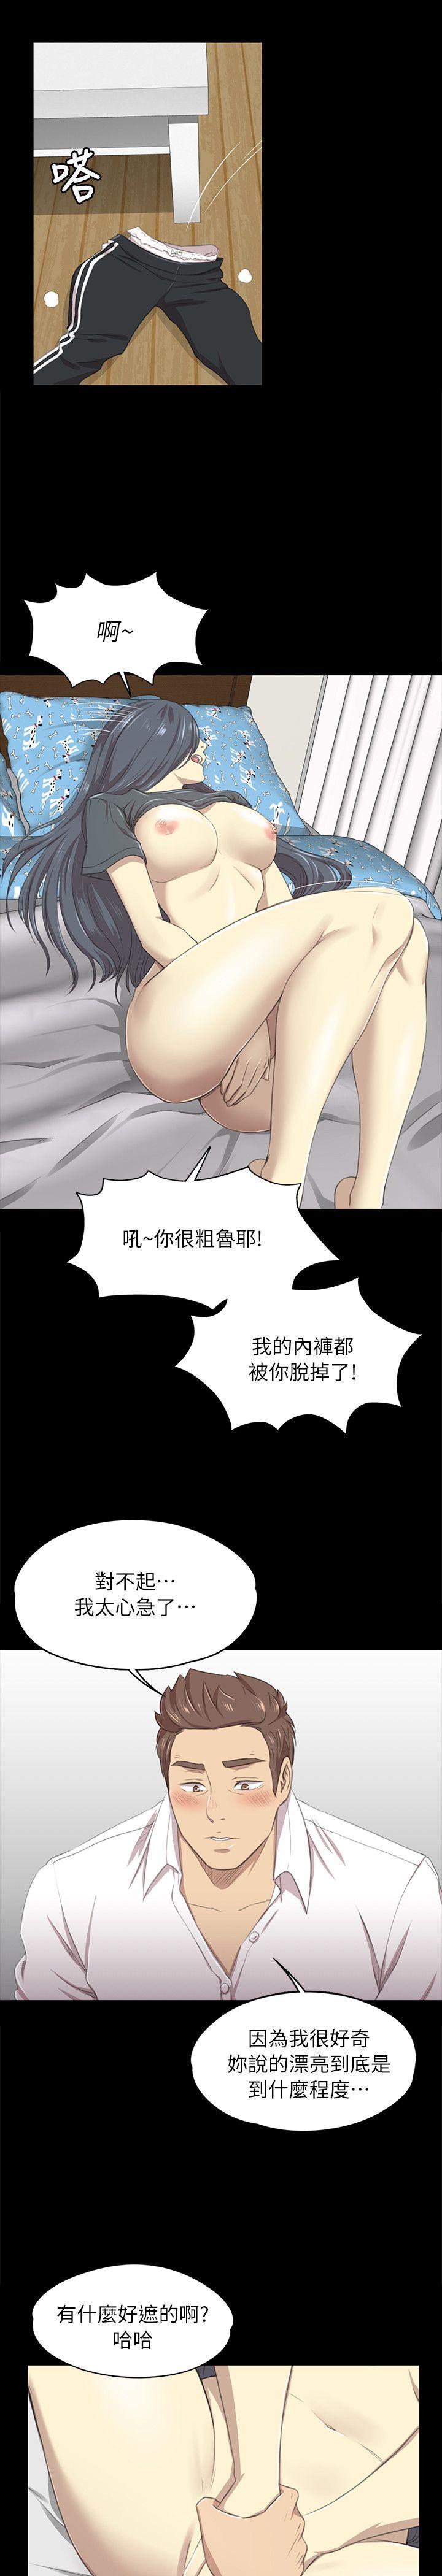 嗒
啊~
吼~你很粗魯耶!
我的內褲都
被你脫掉了!
對不起⋯
我太心急了⋯
因為我很好奇
妳說的漂亮到底是
到什麼程度⋯
有什麼好遮的啊?
哈哈